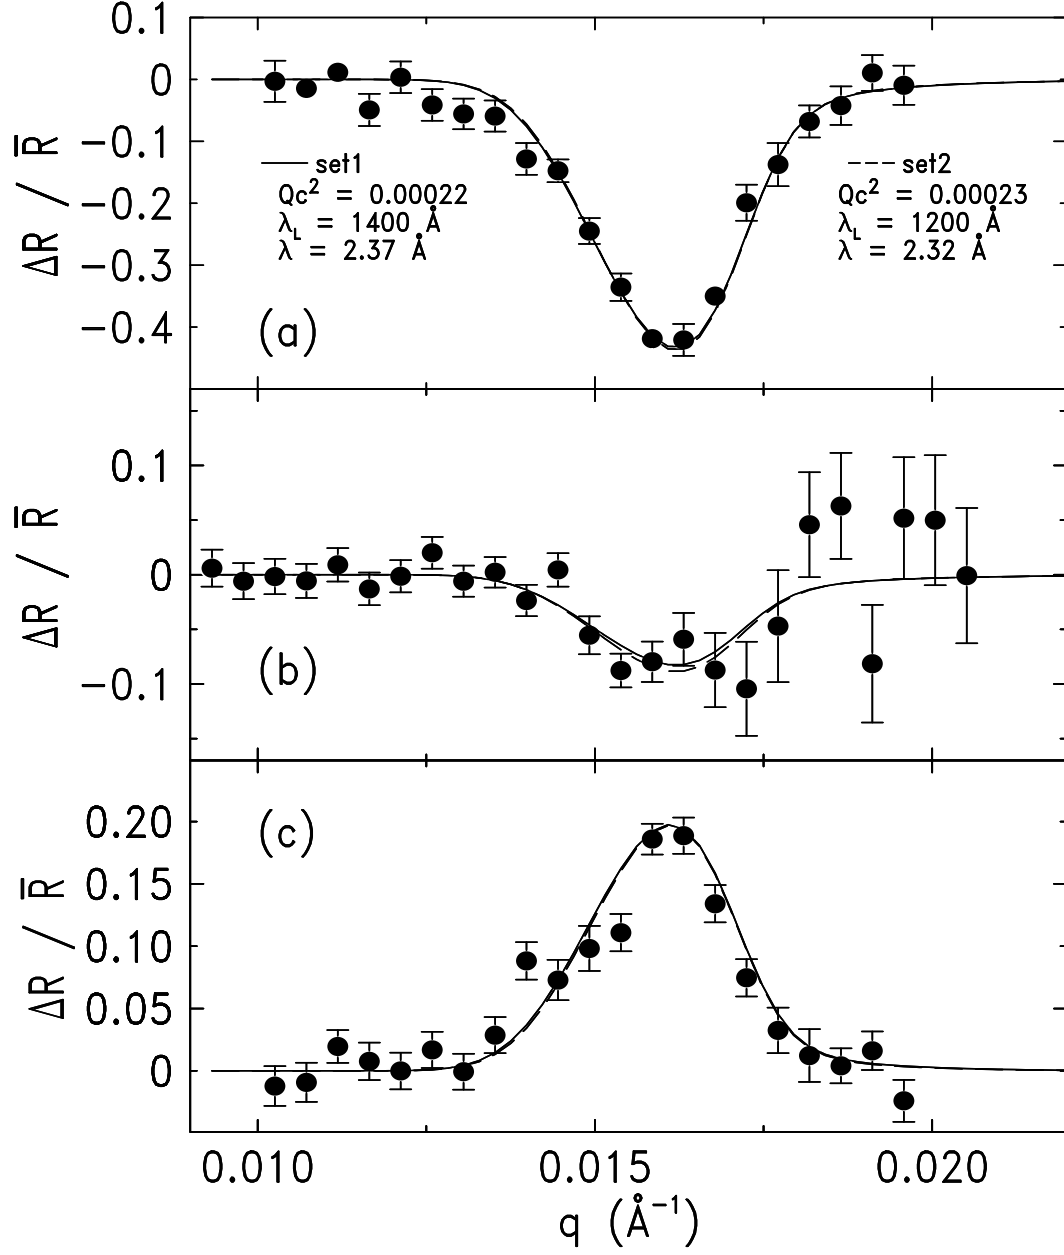 0.1
0
−0.1
−0.2
−0.3
−0.4
ΔR / R̅
set1
Qc² = 0.00022
λL = 1400 Å
λ = 2.37 Å
set2
Qc² = 0.00023
λL = 1200 Å
λ = 2.32 Å
(a)
0.1
0
−0.1
ΔR / R̅
(b)
0.20
0.15
0.10
0.05
0
ΔR / R̅
(c)
0.010 0.015 0.020
q (Å⁻¹)